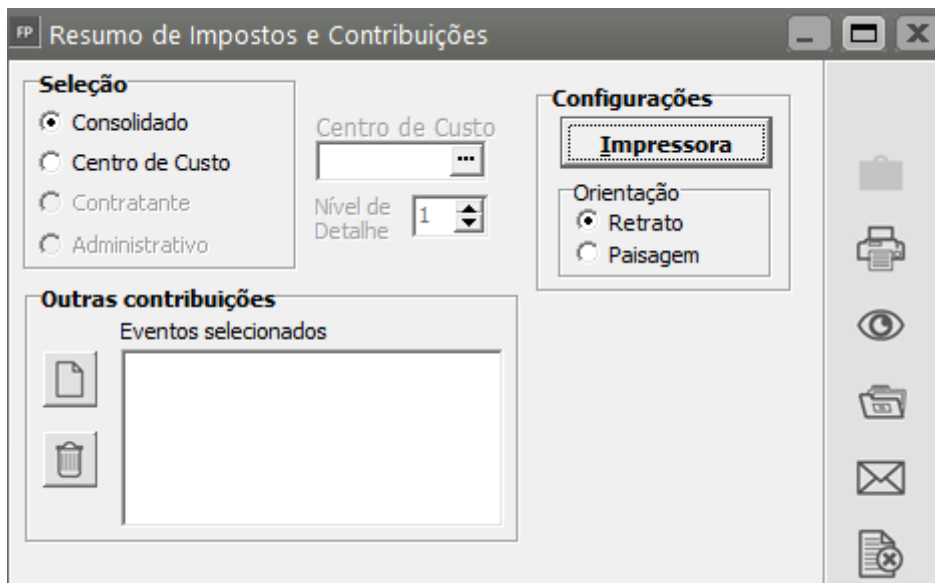 FP Resumo de Impostos e Contribuições
Seleção
Consolidado
Centro de Custo
Contratante
Administrativo
Centro de Custo
...
Nível de
Detalhe
1
Configurações
Impressora
Orientação
Retrato
Paisagem
Outras contribuições
Eventos selecionados